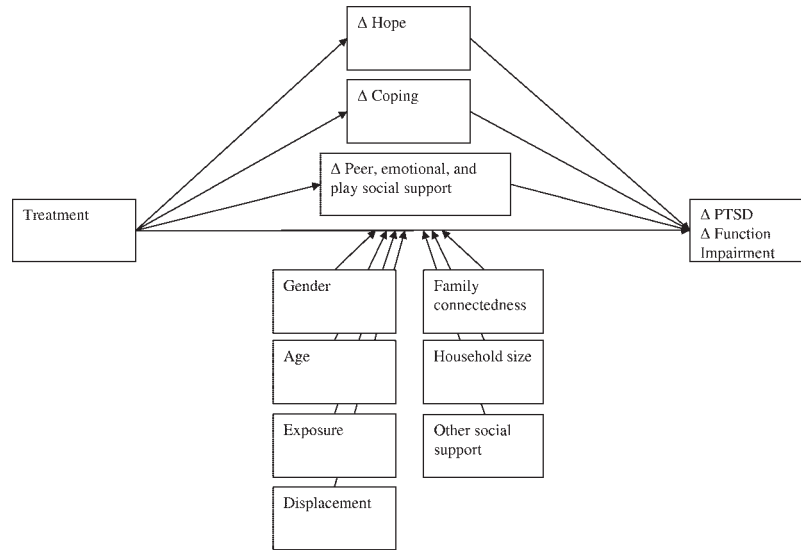 Δ Hope
Δ Coping
Δ Peer, emotional, and
play social support
Treatment
Δ PTSD
Δ Function
Impairment
Gender
Family
connectedness
Age
Household size
Exposure
Other social
support
Displacement